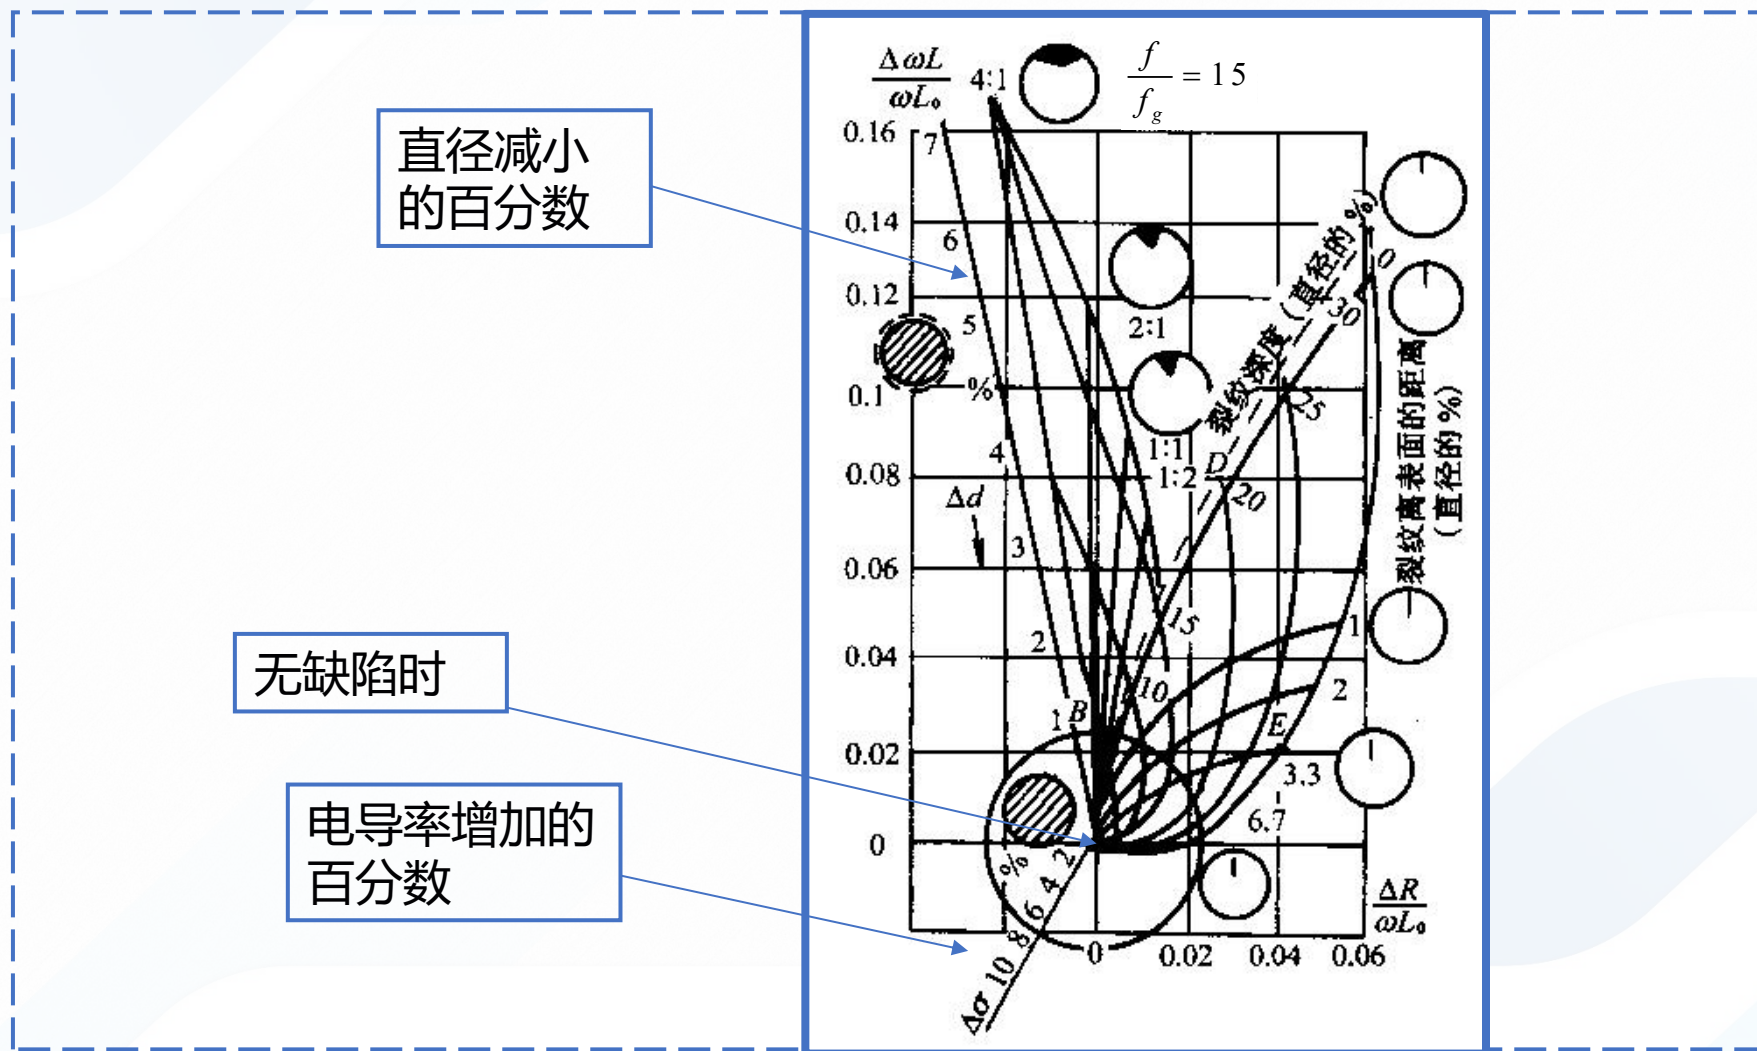 直径减小
的百分数
无缺陷时
电导率增加的
百分数
ΔωL
ωL₀
4:1
f
f_g
= 15
0.16
0.14
0.12
0.1
0.08
0.06
0.04
0.02
0
7
6
5
%
4
3
2
1
Δd
B
2:1
1:1
1:2
D
E
裂纹深度(直径的%)
0
30
25
20
15
10
裂纹离表面的距离
(直径的%)
1
2
3.3
6.7
%
2
4
6
8
10
Δσ
0
0.02
0.04
0.06
ΔR
ωL₀